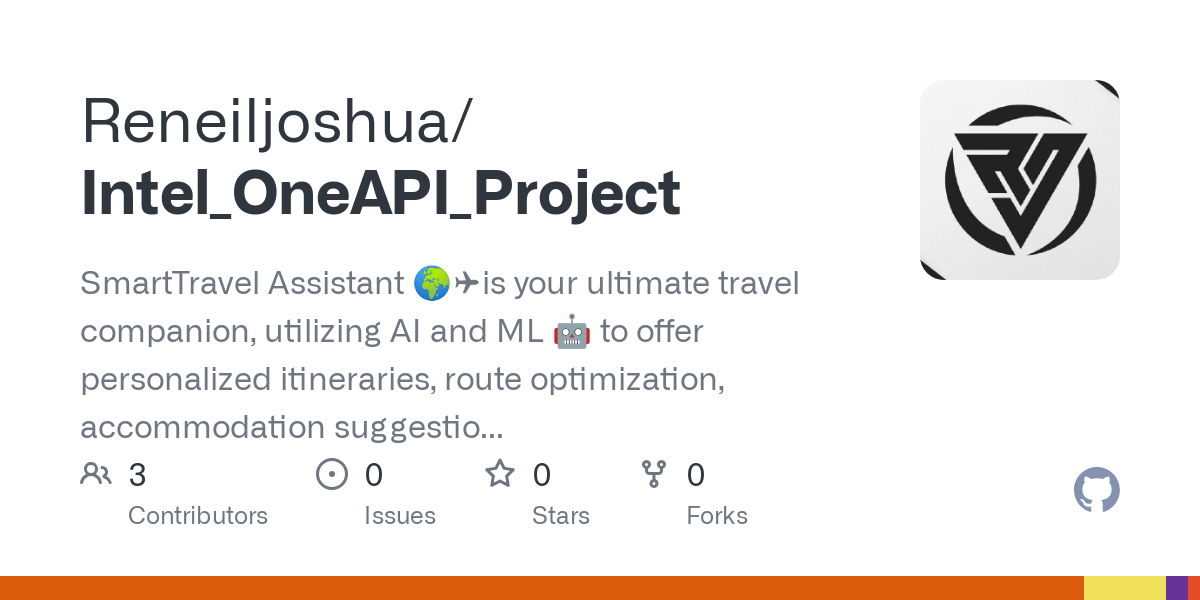 Reneiljoshua/
Intel_OneAPI_Project
SmartTravel Assistant 🌍✈is your ultimate travel
companion, utilizing AI and ML 🤖 to offer
personalized itineraries, route optimization,
accommodation suggestio...
3 0 0 0
Contributors Issues Stars Forks